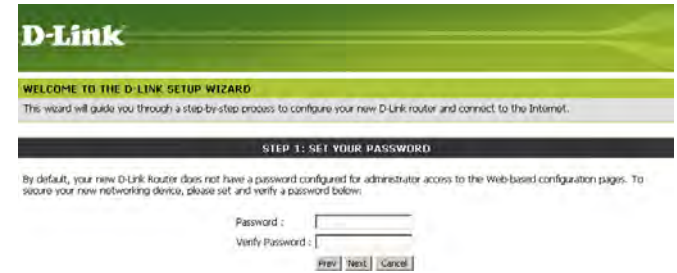 D-Link
WELCOME TO THE D-LINK SETUP WIZARD
This wizard will guide you through a step-by-step process to configure your new D-Link router and connect to the Internet.
STEP 1: SET YOUR PASSWORD
By default, your new D-Link Router does not have a password configured for administrator access to the Web-based configuration pages. To
secure your new networking device, please set and verify a password below:
Password :
Verify Password :
Prev Next Cancel